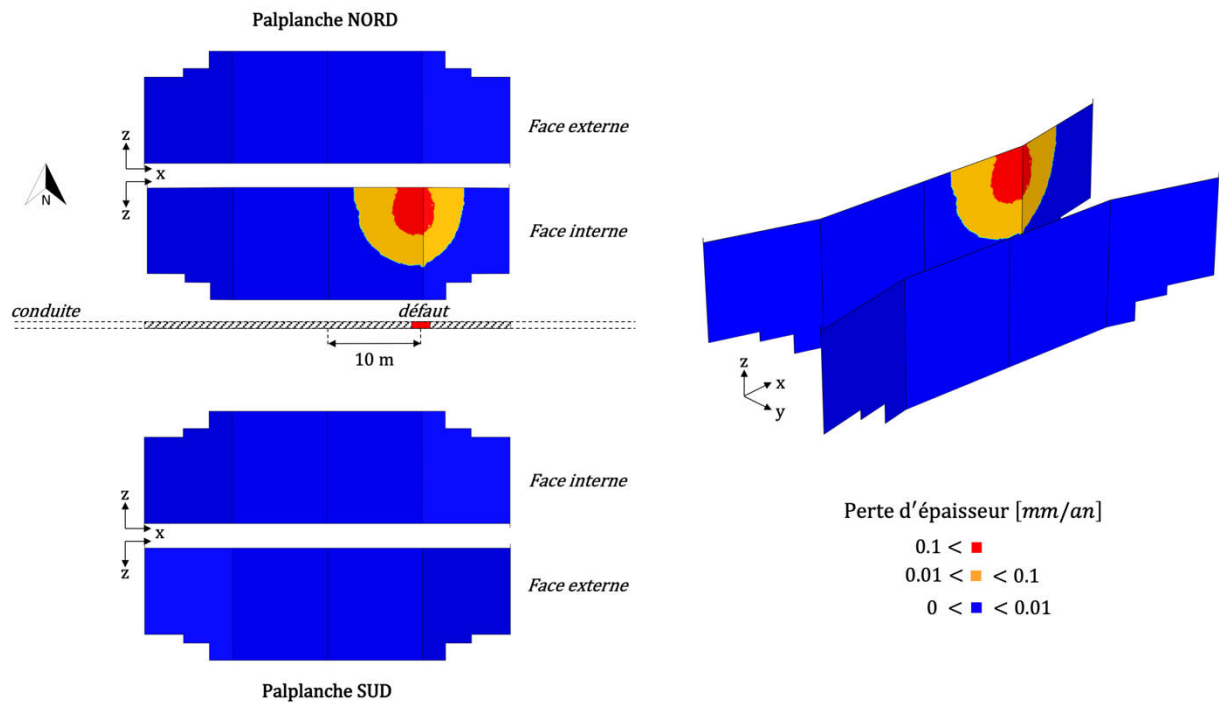 Palplanche NORD
Face externe
z
x
N
z
Face interne
conduite
défaut
10 m
Face interne
z
x
z
Face externe
Palplanche SUD
z
x
y
Perte d'épaisseur [mm/an]
0.1 <
0.01 < < 0.1
0 < < 0.01